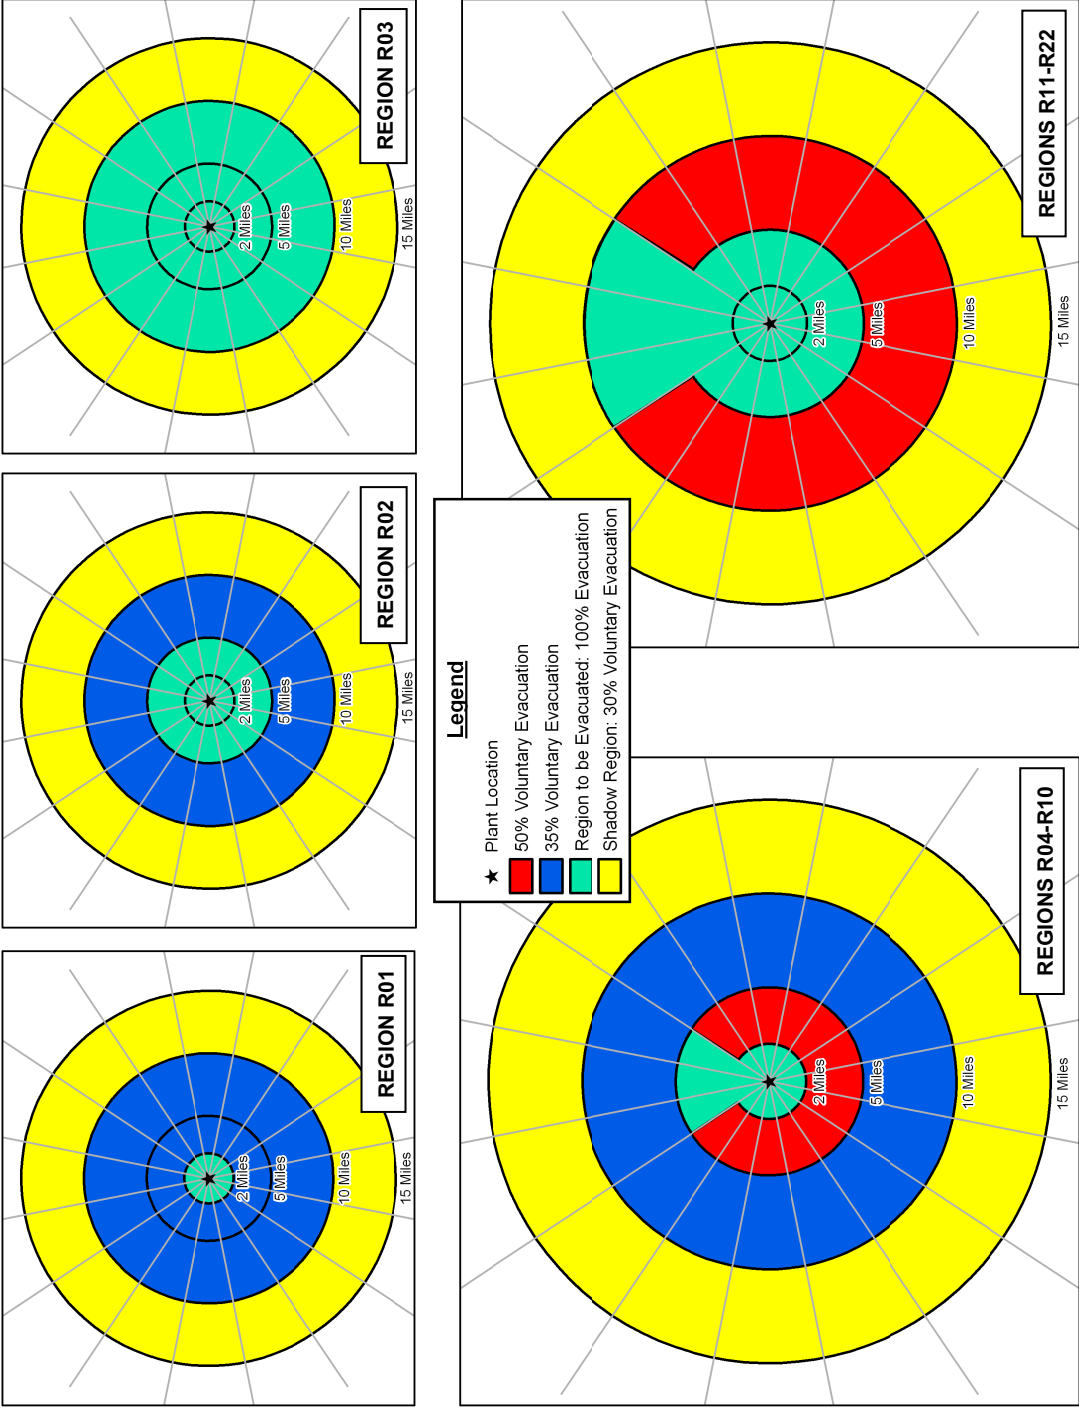 REGION R01
2 Miles
5 Miles
10 Miles
15 Miles
REGION R02
2 Miles
5 Miles
10 Miles
15 Miles
REGION R03
2 Miles
5 Miles
10 Miles
15 Miles
Legend
Plant Location
50% Voluntary Evacuation
35% Voluntary Evacuation
Region to be Evacuated: 100% Evacuation
Shadow Region: 30% Voluntary Evacuation
REGIONS R04-R10
2 Miles
5 Miles
10 Miles
15 Miles
REGIONS R11-R22
2 Miles
5 Miles
10 Miles
15 Miles